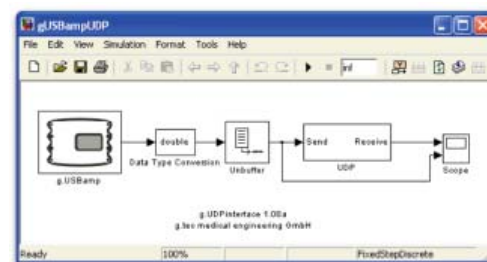 gUSBampUDP
File Edit View Simulation Format Tools Help
inf
double
Send Receive
g.USBamp
Data Type Conversion
Unbuffer
UDP
Scope
g.UDPinterface 1.08a
g.tec medical engineering GmbH
Ready 100% FixedStepDiscrete